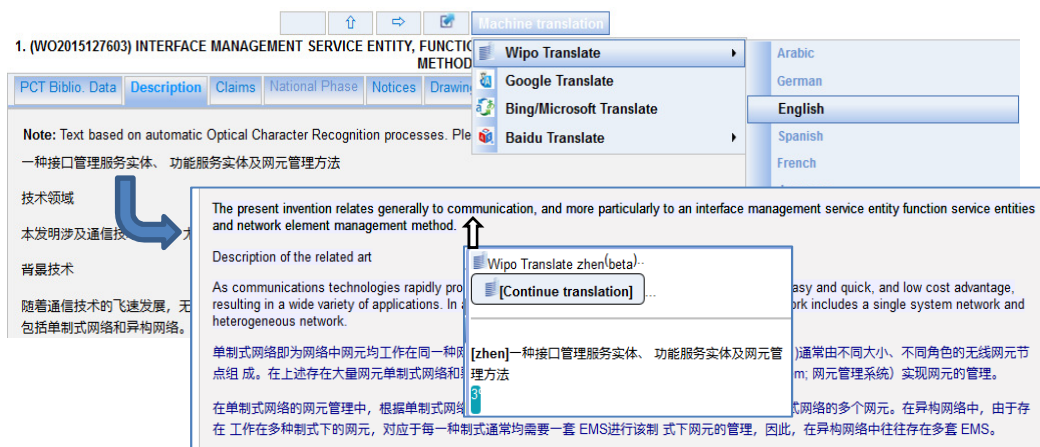 Machine translation
1. (WO2015127603) INTERFACE MANAGEMENT SERVICE ENTITY, FUNCTIO
METHOD
PCT Biblio. Data Description Claims National Phase Notices Drawin
Wipo Translate
Google Translate
Bing/Microsoft Translate
Baidu Translate
Arabic
German
English
Spanish
French
Note: Text based on automatic Optical Character Recognition processes. Ple
一种接口管理服务实体、 功能服务实体及网元管理方法
技术领域
本发明涉及通信技
背景技术
随着通信技术的飞速发展，无
包括单制式网络和异构网络。
The present invention relates generally to communication, and more particularly to an interface management service entity function service entities
and network element management method.
Description of the related art
As communications technologies rapidly pro asy and quick, and low cost advantage,
resulting in a wide variety of applications. In a ork includes a single system network and
heterogeneous network.
单制式网络即为网络中网元均工作在同一种网 )通常由不同大小、不同角色的无线网元节
点组 成。在上述存在大量网元单制式网络和 m; 网元管理系统）实现网元的管理。
在单制式网络的网元管理中，根据单制式网络 式网络的多个网元。在异构网络中，由于存
在 工作在多种制式下的网元，对应于每一种制式通常均需要一套 EMS进行该制 式下网元的管理，因此，在异构网络中往往存在多套 EMS。
Wipo Translate zhen(beta)..
[Continue translation] ...
[zhen]一种接口管理服务实体、 功能服务实体及网元管
理方法